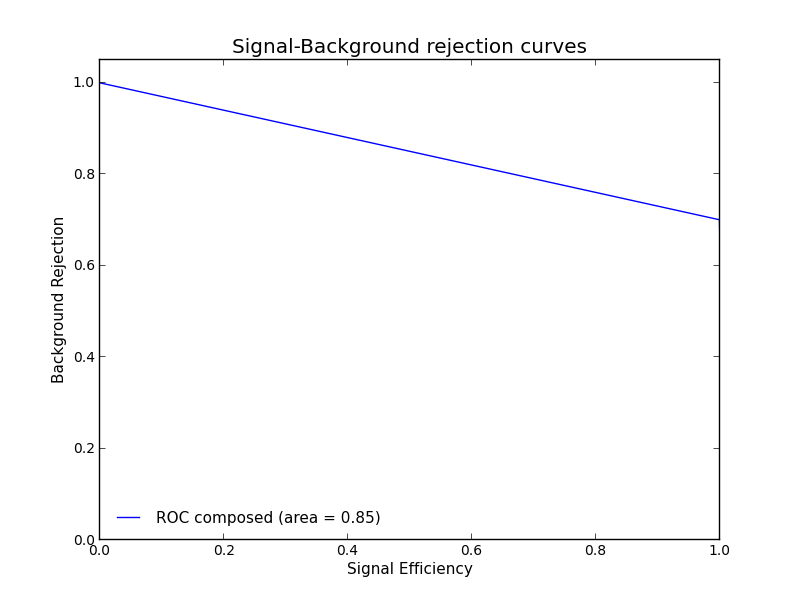 Signal-Background rejection curves
Background Rejection
1.0
0.8
0.6
0.4
0.2
0.0
ROC composed (area = 0.85)
0.0 0.2 0.4 0.6 0.8 1.0
Signal Efficiency